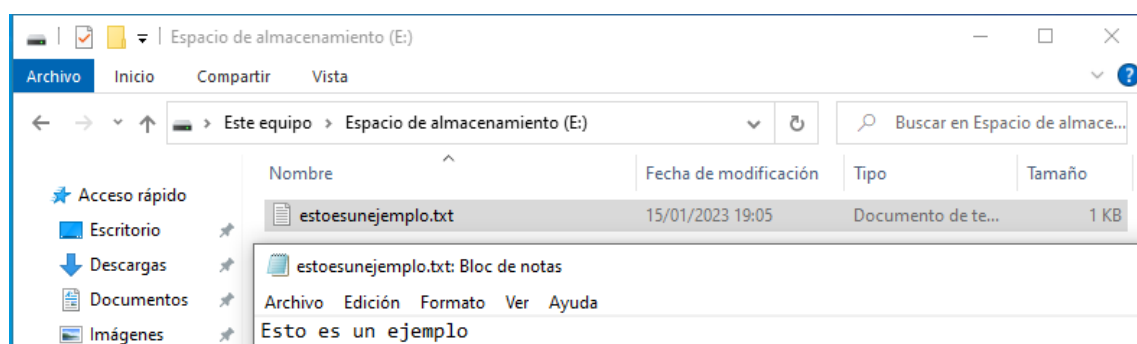 Espacio de almacenamiento (E:)
Archivo Inicio Compartir Vista
Este equipo Espacio de almacenamiento (E:) Buscar en Espacio de almace...
Nombre Fecha de modificación Tipo Tamaño
Acceso rápido
estoesunejemplo.txt 15/01/2023 19:05 Documento de te... 1 KB
Escritorio
Descargas
estoesunejemplo.txt: Bloc de notas
Documentos
Archivo Edición Formato Ver Ayuda
Imágenes
Esto es un ejemplo